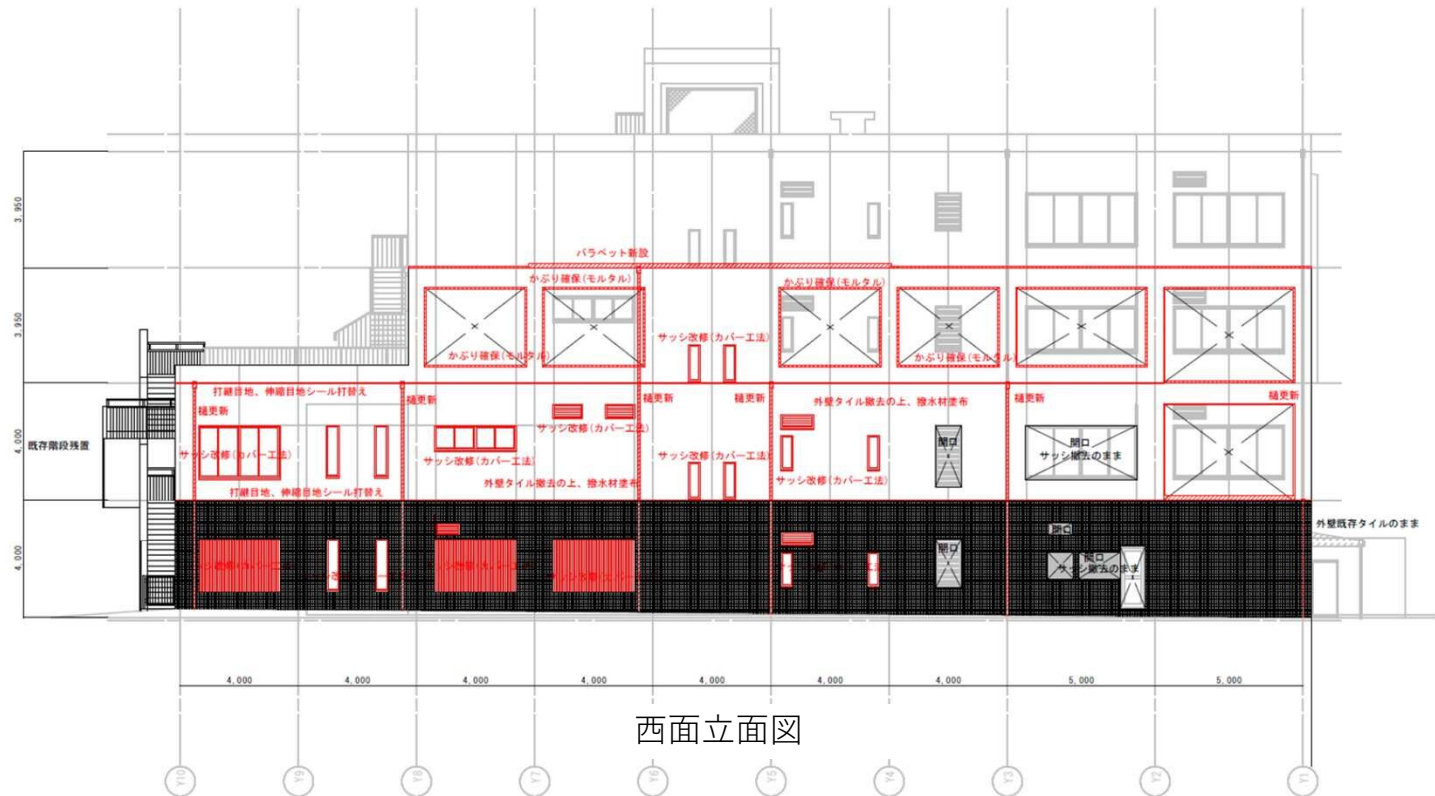 パラペット新設
3,950
かぶり確保(モルタル)
かぶり確保(モルタル)
3,950
サッシ改修(カバー工法)
かぶり確保(モルタル)
かぶり確保(モルタル)
打継目地、伸縮目地シール打替え
樋更新
樋更新
樋更新
樋更新
外壁タイル撤去の上、撥水材塗布
樋更新
樋更新
サッシ改修(カバー工法)
4,000
既存階段残置
サッシ改修(カバー工法)
サッシ改修(カバー工法)
サッシ改修(カバー工法)
開口
開口
サッシ撤去のまま
打継目地、伸縮目地シール打替え
外壁タイル撤去の上、撥水材塗布
サッシ改修(カバー工法)
外壁既存タイルのまま
4,000
開口
開口
開口
サッシ撤去のまま
4,000
4,000
4,000
4,000
4,000
4,000
4,000
5,000
5,000
西面立面図
Y10
Y9
Y8
Y7
Y6
Y5
Y4
Y3
Y2
Y1